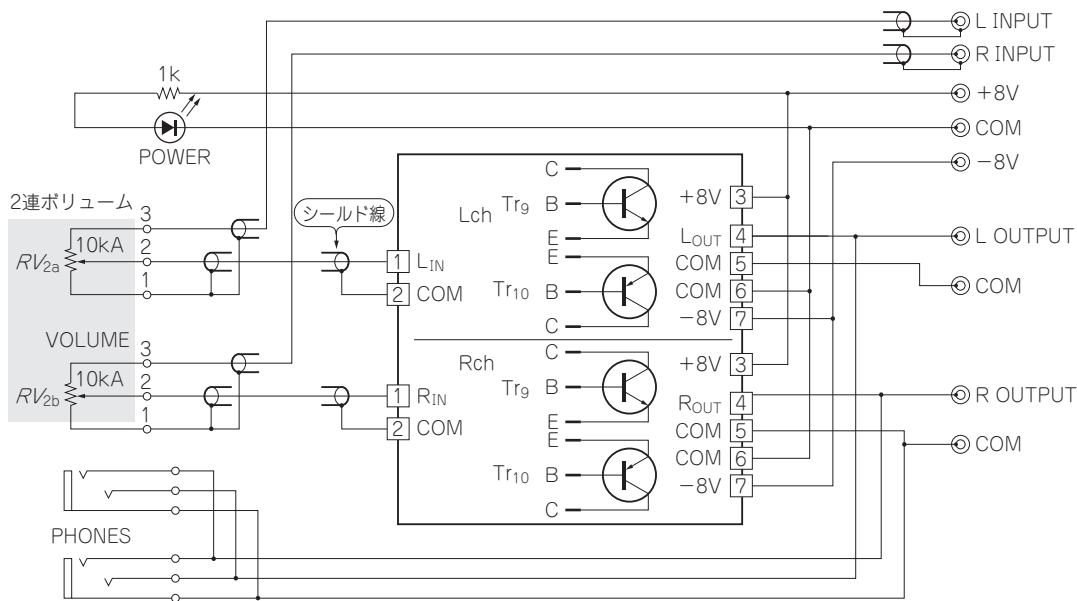 L INPUT
R INPUT
1k
+8V
POWER
COM
−8V
2連ボリューム
3
10kA
2
RV2a
1
シールド線
1 LIN
2 COM
VOLUME
3
10kA
2
RV2b
1
1 RIN
2 COM
Lch
Tr9
C
B
E
Tr10
E
B
C
+8V 3
LOUT 4
COM 5
COM 6
−8V 7
Rch
Tr9
C
B
E
Tr10
E
B
C
+8V 3
ROUT 4
COM 5
COM 6
−8V 7
L OUTPUT
COM
R OUTPUT
COM
PHONES